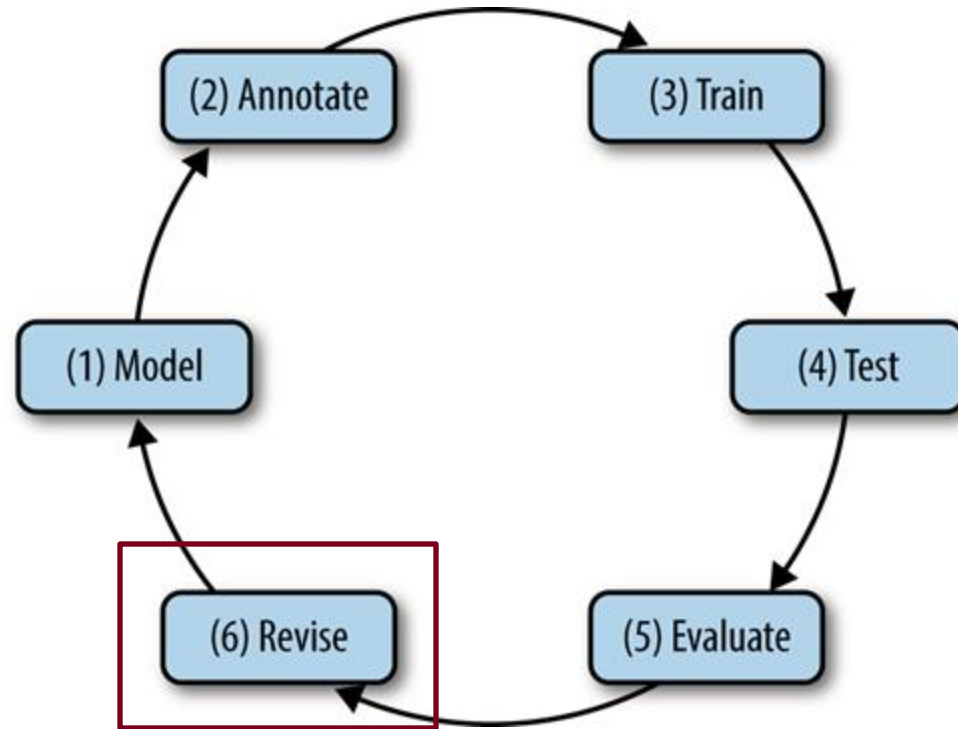 (2) Annotate
(3) Train
(1) Model
(4) Test
(6) Revise
(5) Evaluate